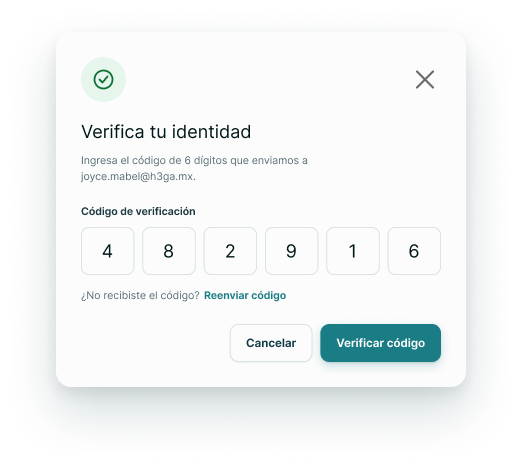 Verifica tu identidad
Ingresa el código de 6 dígitos que enviamos a
joyce.mabel@h3ga.mx.
Código de verificación
4 8 2 9 1 6
¿No recibiste el código? Reenviar código
Cancelar Verificar código